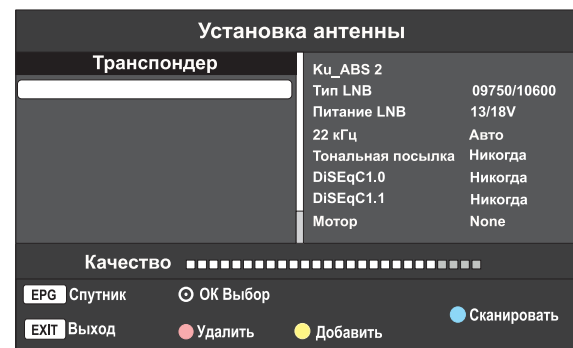 Установка антенны
Транспондер
Ku_ABS 2
Тип LNB 09750/10600
Питание LNB 13/18V
22 кГц Авто
Тональная посылка Никогда
DiSEqC1.0 Никогда
DiSEqC1.1 Никогда
Мотор None
Качество
EPG Спутник ОК Выбор
Сканировать
EXIT Выход Удалить Добавить